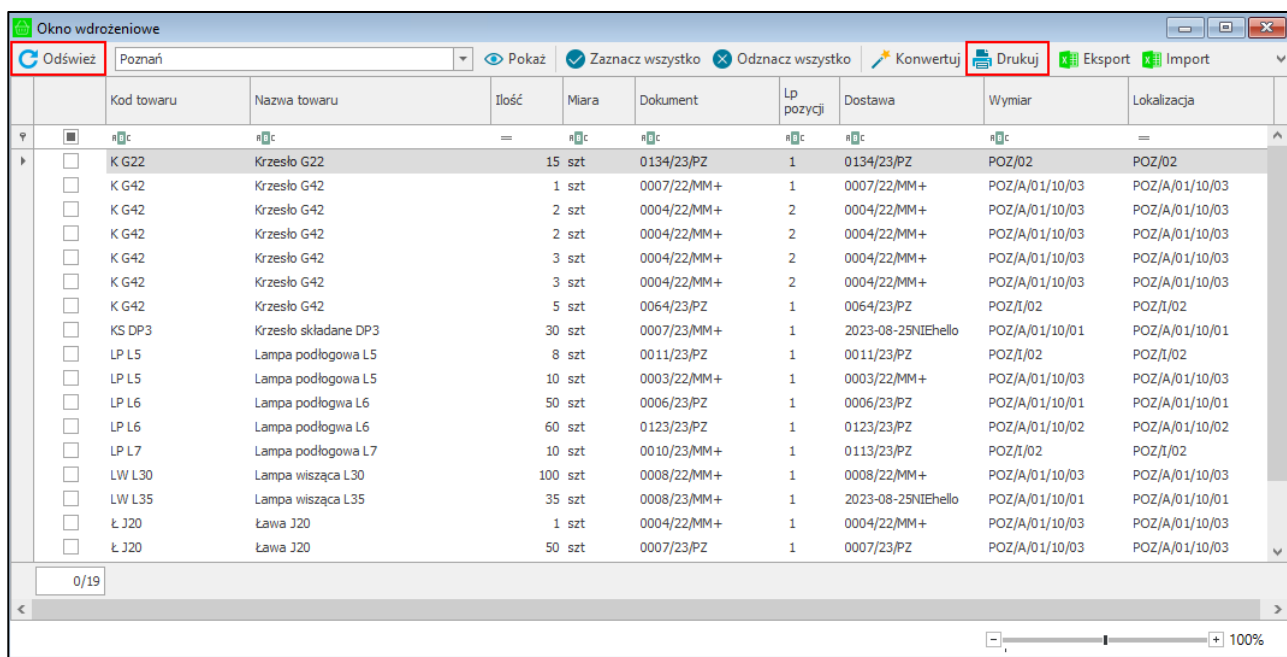 Okno wdrożeniowe
Odśwież Poznań Pokaż Zaznacz wszystko Odznacz wszystko Konwertuj Drukuj Eksport Import
Kod towaru Nazwa towaru Ilość Miara Dokument Lp pozycji Dostawa Wymiar Lokalizacja
ABC ABC = ABC ABC ABC ABC ABC =
K G22 Krzesło G22 15 szt 0134/23/PZ 1 0134/23/PZ POZ/02 POZ/02
K G42 Krzesło G42 1 szt 0007/22/MM+ 1 0007/22/MM+ POZ/A/01/10/03 POZ/A/01/10/03
K G42 Krzesło G42 2 szt 0004/22/MM+ 2 0004/22/MM+ POZ/A/01/10/03 POZ/A/01/10/03
K G42 Krzesło G42 2 szt 0004/22/MM+ 2 0004/22/MM+ POZ/A/01/10/03 POZ/A/01/10/03
K G42 Krzesło G42 3 szt 0004/22/MM+ 2 0004/22/MM+ POZ/A/01/10/03 POZ/A/01/10/03
K G42 Krzesło G42 3 szt 0004/22/MM+ 2 0004/22/MM+ POZ/A/01/10/03 POZ/A/01/10/03
K G42 Krzesło G42 5 szt 0064/23/PZ 1 0064/23/PZ POZ/I/02 POZ/I/02
KS DP3 Krzesło składane DP3 30 szt 0007/23/MM+ 1 2023-08-25NIEhello POZ/A/01/10/01 POZ/A/01/10/01
LP L5 Lampa podłogowa L5 8 szt 0011/23/PZ 1 0011/23/PZ POZ/I/02 POZ/I/02
LP L5 Lampa podłogowa L5 10 szt 0003/22/MM+ 1 0003/22/MM+ POZ/A/01/10/03 POZ/A/01/10/03
LP L6 Lampa podłogwa L6 50 szt 0006/23/PZ 1 0006/23/PZ POZ/A/01/10/01 POZ/A/01/10/01
LP L6 Lampa podłogwa L6 60 szt 0123/23/PZ 1 0123/23/PZ POZ/A/01/10/02 POZ/A/01/10/02
LP L7 Lampa podłogowa L7 10 szt 0010/23/MM+ 1 0113/23/PZ POZ/I/02 POZ/I/02
LW L30 Lampa wisząca L30 100 szt 0008/22/MM+ 1 0008/22/MM+ POZ/A/01/10/03 POZ/A/01/10/03
LW L35 Lampa wisząca L35 35 szt 0008/23/MM+ 1 2023-08-25NIEhello POZ/A/01/10/01 POZ/A/01/10/01
Ł J20 Ława J20 1 szt 0004/22/MM+ 1 0004/22/MM+ POZ/A/01/10/03 POZ/A/01/10/03
Ł J20 Ława J20 50 szt 0007/23/PZ 1 0007/23/PZ POZ/A/01/10/03 POZ/A/01/10/03
0/19
100%